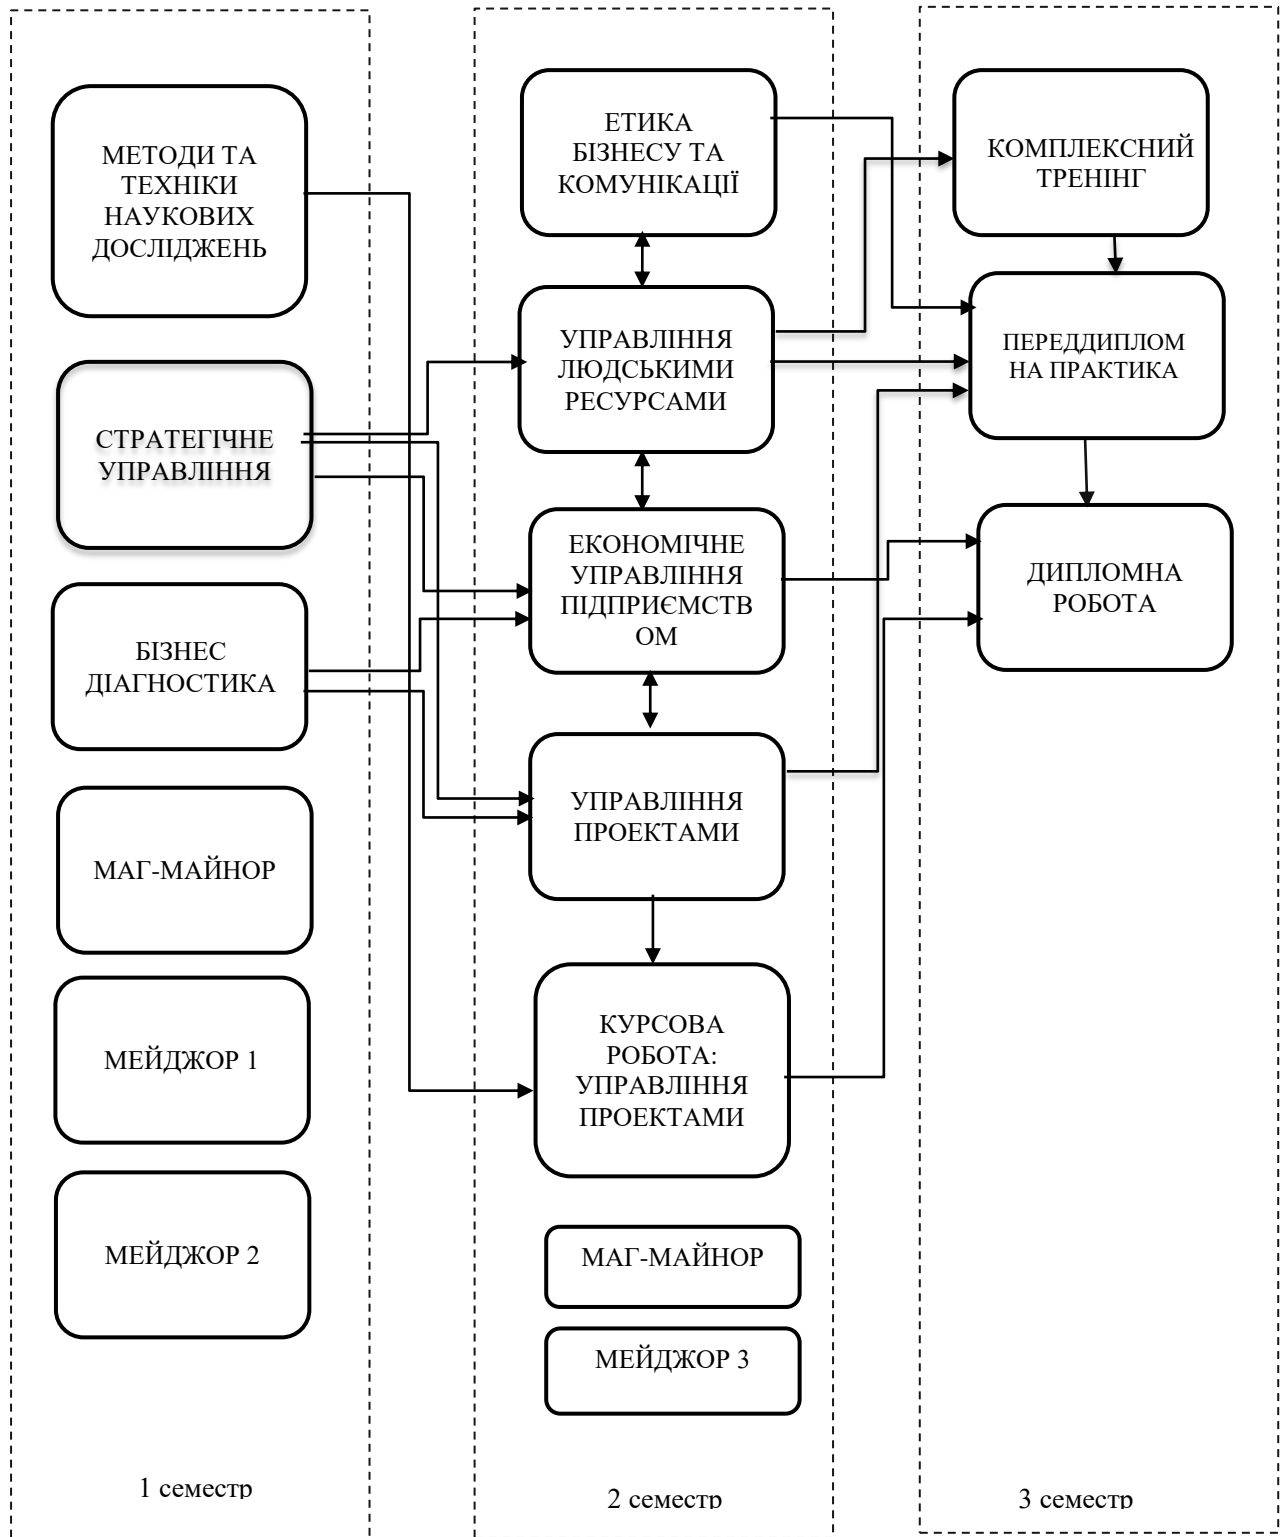 МЕТОДИ ТА
ТЕХНІКИ
НАУКОВИХ
ДОСЛІДЖЕНЬ
СТРАТЕГІЧНЕ
УПРАВЛІННЯ
БІЗНЕС
ДІАГНОСТИКА
МАГ-МАЙНОР
МЕЙДЖОР 1
МЕЙДЖОР 2
1 семестр
ЕТИКА
БІЗНЕСУ ТА
КОМУНІКАЦІЇ
УПРАВЛІННЯ
ЛЮДСЬКИМИ
РЕСУРСАМИ
ЕКОНОМІЧНЕ
УПРАВЛІННЯ
ПІДПРИЄМСТВ
ОМ
УПРАВЛІННЯ
ПРОЕКТАМИ
КУРСОВА
РОБОТА:
УПРАВЛІННЯ
ПРОЕКТАМИ
МАГ-МАЙНОР
МЕЙДЖОР 3
2 семестр
КОМПЛЕКСНИЙ
ТРЕНІНГ
ПЕРЕДДИПЛОМ
НА ПРАКТИКА
ДИПЛОМНА
РОБОТА
3 семестр